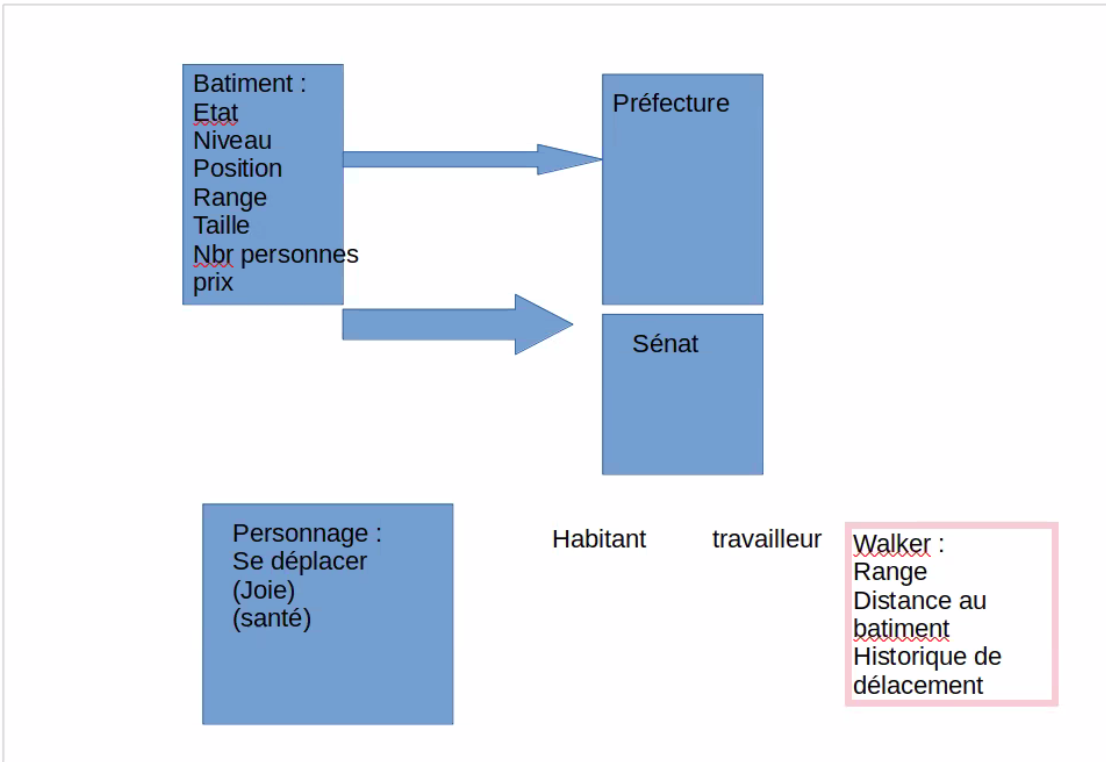 Batiment :
Etat
Niveau
Position
Range
Taille
Nbr personnes
prix
Préfecture
Sénat
Personnage :
Se déplacer
(Joie)
(santé)
Habitant
travailleur
Walker :
Range
Distance au
batiment
Historique de
délacement